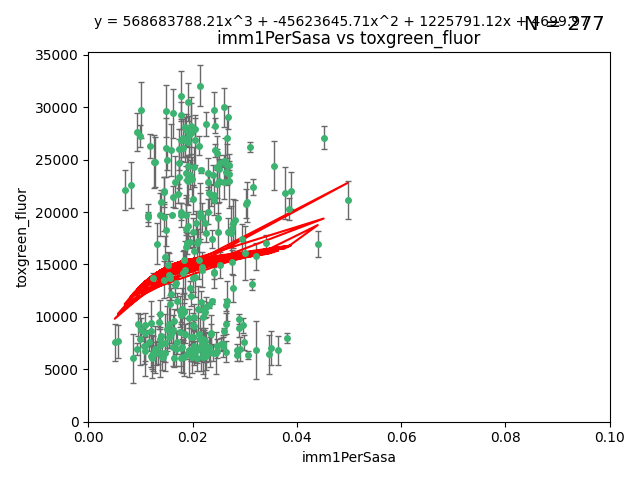 y = 568683788.21x^3 + -45623645.71x^2 + 1225791.12x + 4699.97
N = 277
imm1PerSasa vs toxgreen_fluor
35000
30000
25000
20000
15000
10000
5000
0
toxgreen_fluor
0.00 0.02 0.04 0.06 0.08 0.10
imm1PerSasa